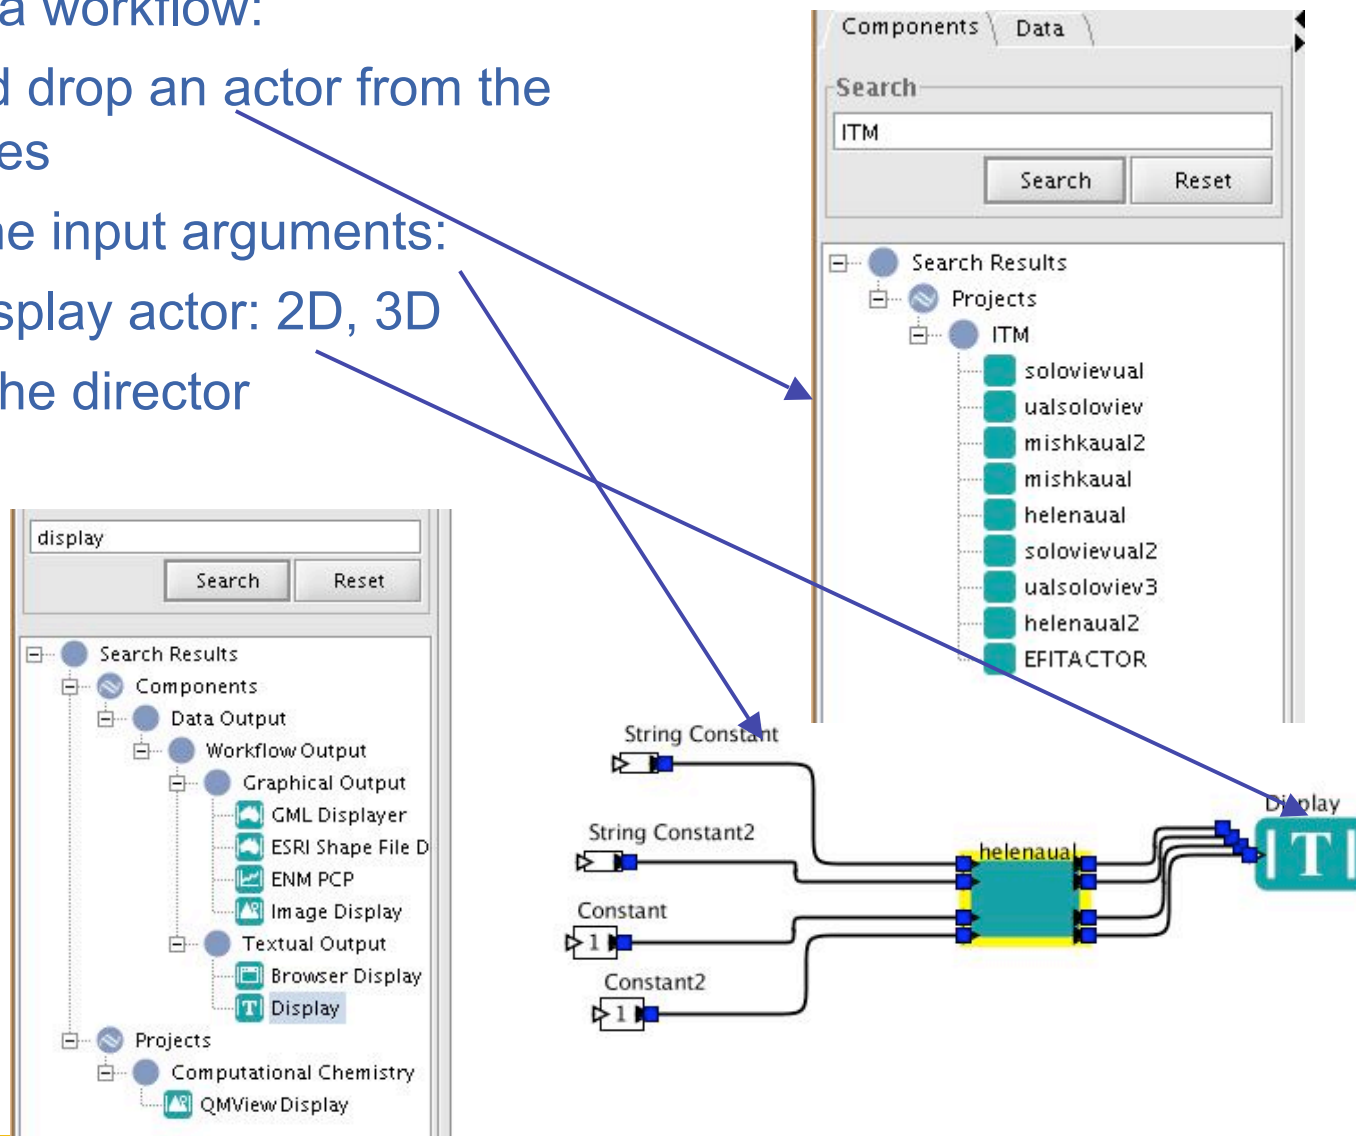 a workflow:
d drop an actor from the
es
ne input arguments:
splay actor: 2D, 3D
he director
Components Data
Search
ITM
Search Reset
Search Results
Projects
ITM
solovievual
ualsoloviev
mishkaual2
mishkaual
helenaual
solovievual2
ualsoloviev3
helenaual2
EFITACTOR
display
Search Reset
Search Results
Components
Data Output
Workflow Output
Graphical Output
GML Displayer
ESRI Shape File D
ENM PCP
Image Display
Textual Output
Browser Display
T Display
Projects
Computational Chemistry
QMView Display
String Constant
String Constant2
Constant
1
Constant2
1
helenaual
Display
T